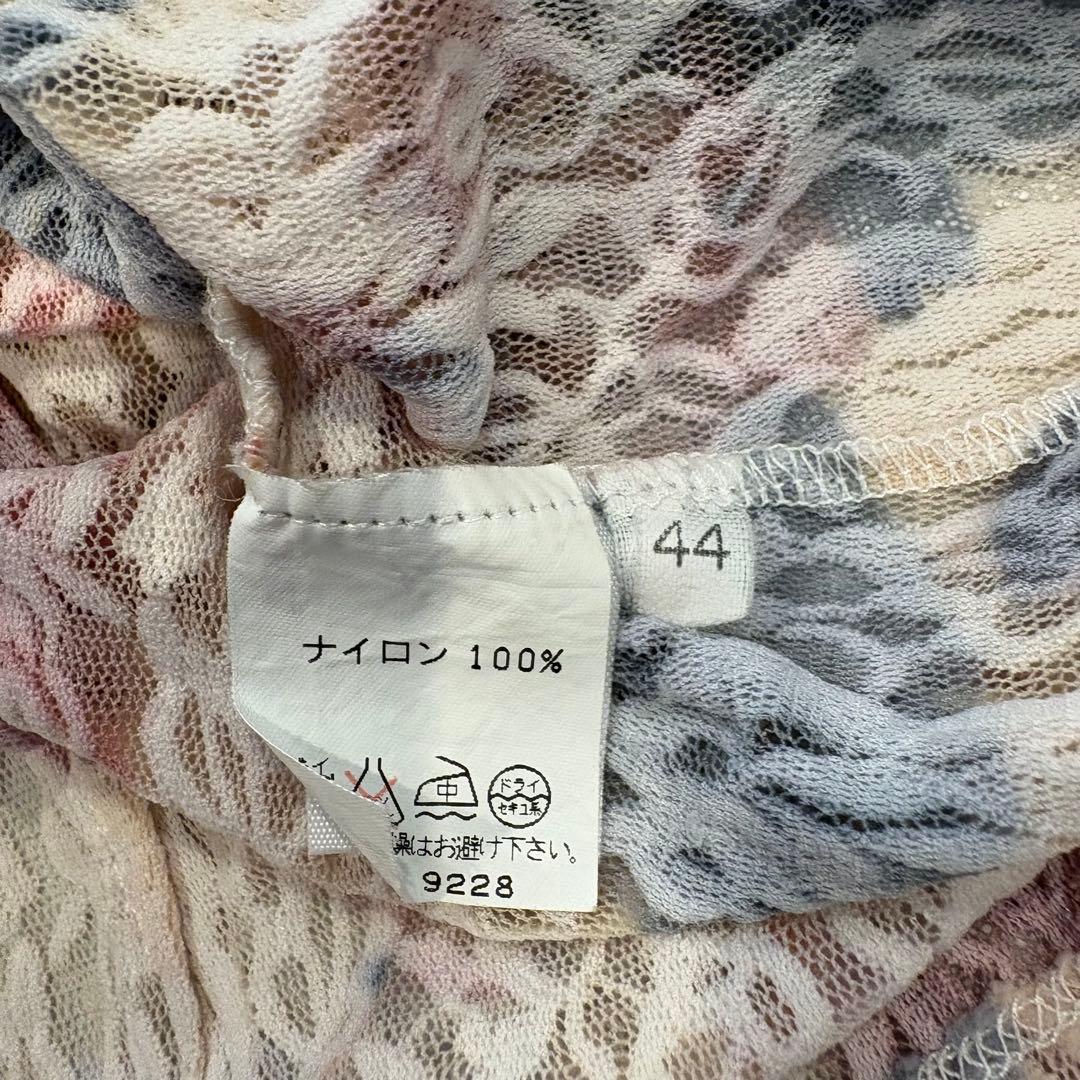 44
ナイロン 100%
中
ドライ
セキユ系
燥はお避け下さい。
9228